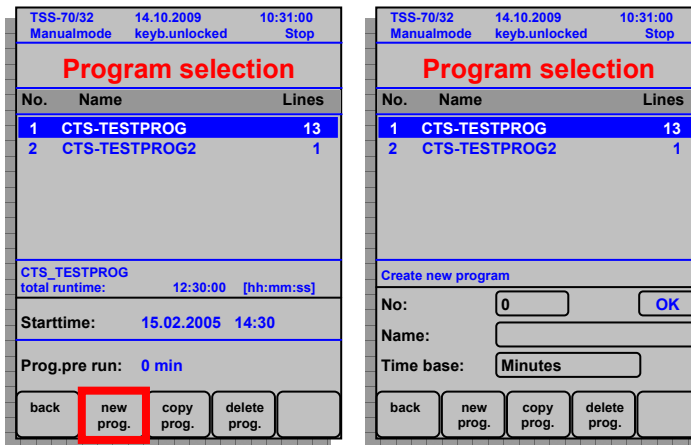 TSS-70/32 14.10.2009 10:31:00
Manualmode keyb.unlocked Stop
Program selection
No. Name Lines
1 CTS-TESTPROG 13
2 CTS-TESTPROG2 1
CTS_TESTPROG
total runtime: 12:30:00 [hh:mm:ss]
Starttime: 15.02.2005 14:30
Prog.pre run: 0 min
back new prog. copy prog. delete prog.
TSS-70/32 14.10.2009 10:31:00
Manualmode keyb.unlocked Stop
Program selection
No. Name Lines
1 CTS-TESTPROG 13
2 CTS-TESTPROG2 1
Create new program
No: 0 OK
Name:
Time base: Minutes
back new prog. copy prog. delete prog.